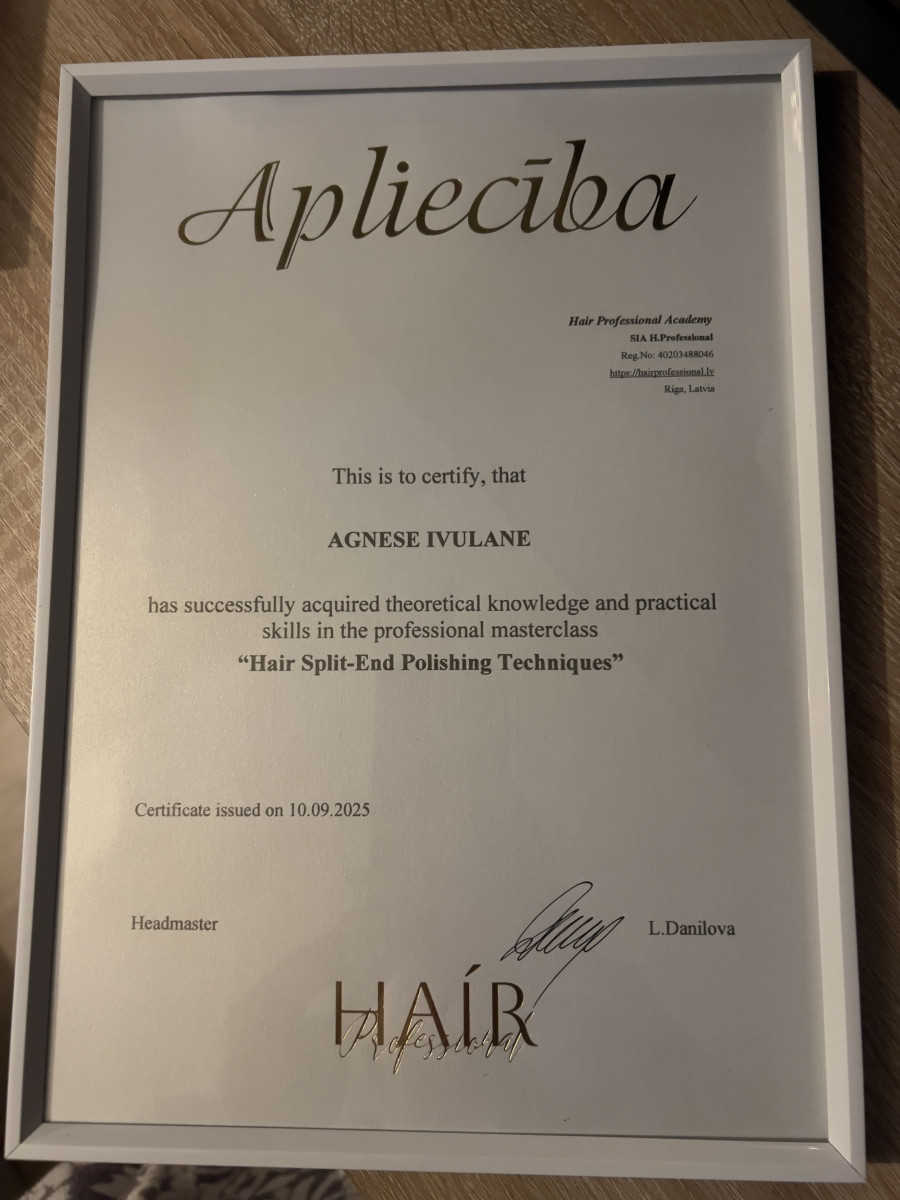 Apliecība
Hair Professional Academy
SIA H.Professional
Reg.No: 40203488046
https://hairprofessional.lv
Riga, Latvia
This is to certify, that
AGNESE IVULANE
has successfully acquired theoretical knowledge and practical
skills in the professional masterclass
“Hair Split-End Polishing Techniques”
Certificate issued on 10.09.2025
Headmaster
L.Danilova
HAÍR
Professional